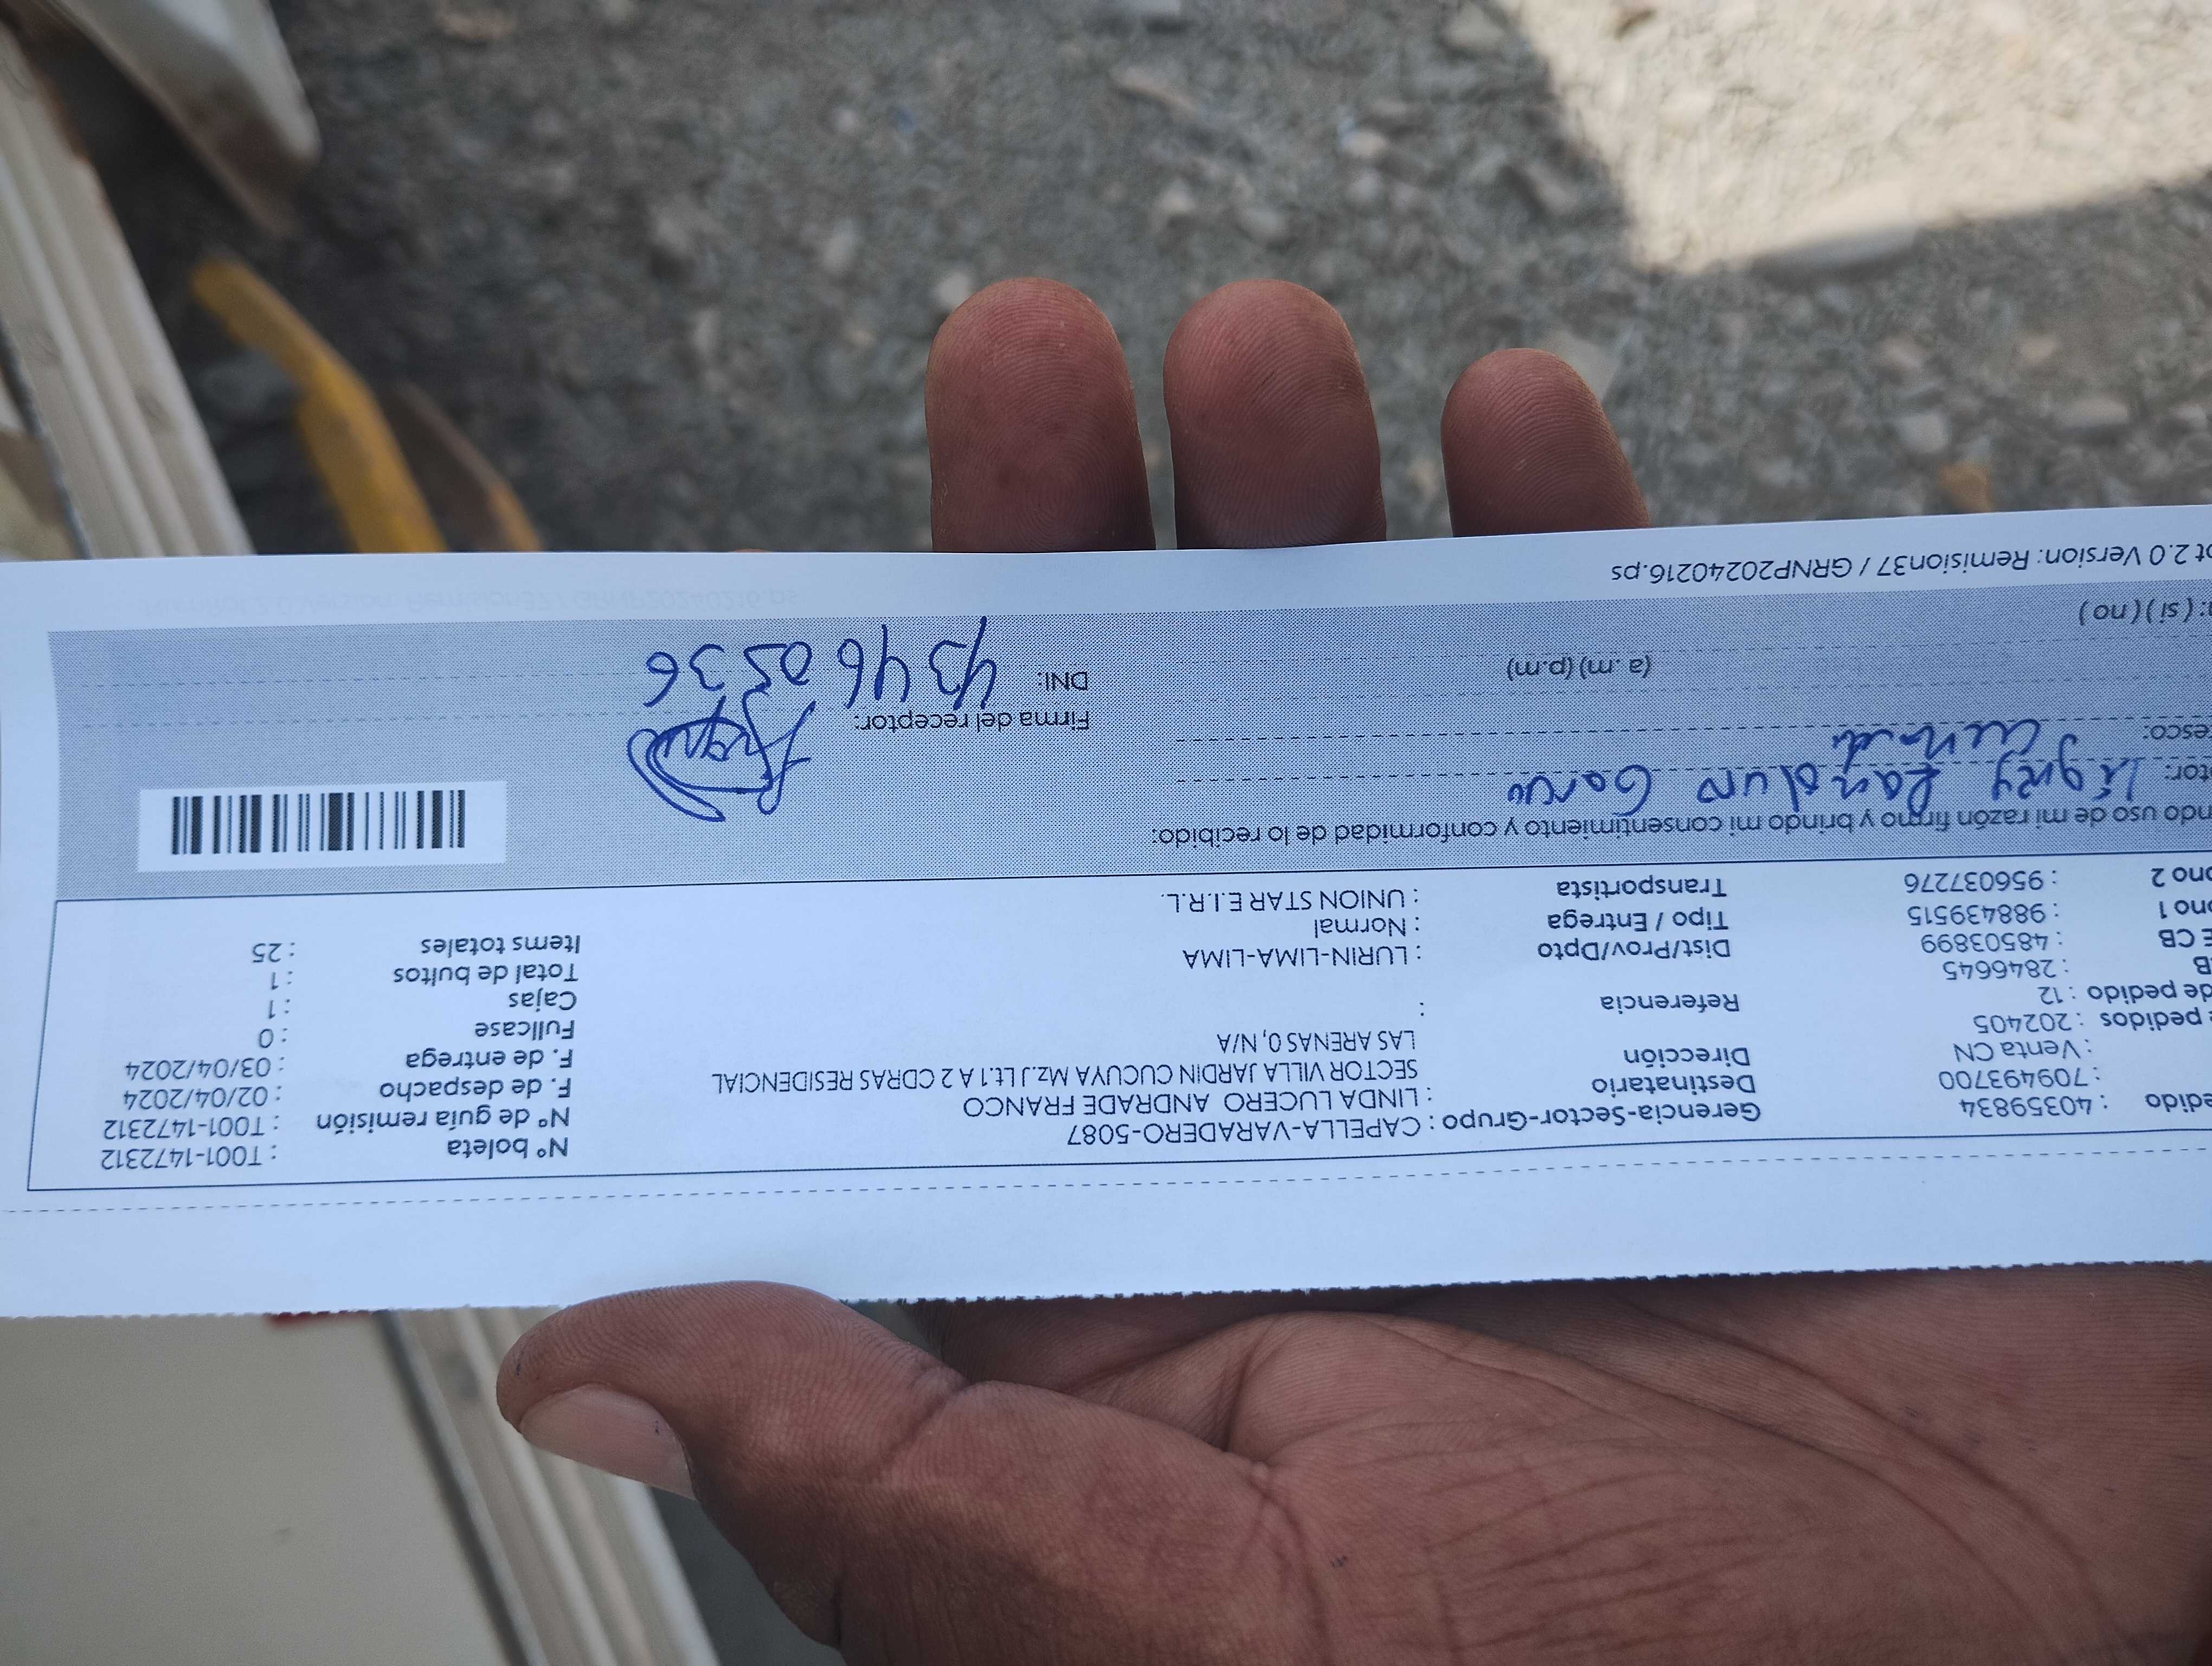 edido : 40359834 Gerencia-Sector-Grupo : CAPELLA-VARADERO-5087 N° boleta : T001-1472312
: 709493700 Destinatario : LINDA LUCERO ANDRADE FRANCO N° de guía remisión : T001-1472312
: Venta CN Dirección SECTOR VILLA JARDIN CUCUYA Mz.J Lt.1 A 2 CDRAS RESIDENCIAL F. de despacho : 02/04/2024
pedidos : 202405 LAS ARENAS 0, N/A F. de entrega : 03/04/2024
de pedido : 12 Referencia : Fullcase : 0
B : 2846645 Cajas : 1
E CB : 48503899 Dist/Prov/Dpto : LURIN-LIMA-LIMA Total de bultos : 1
ono 1 : 988439515 Tipo / Entrega : Normal Items totales : 25
ono 2 : 956037276 Transportista : UNION STAR E.I.R.L.
ndo uso de mi razón firmo y brindo mi consentimiento y conformidad de lo recibido:
tor:
esco: Firma del receptor:
(a. m) (p.m) DNI: 43460536
: ( si ) ( no )
ot 2.0 Version: Remision37 / GRNP20240216.ps